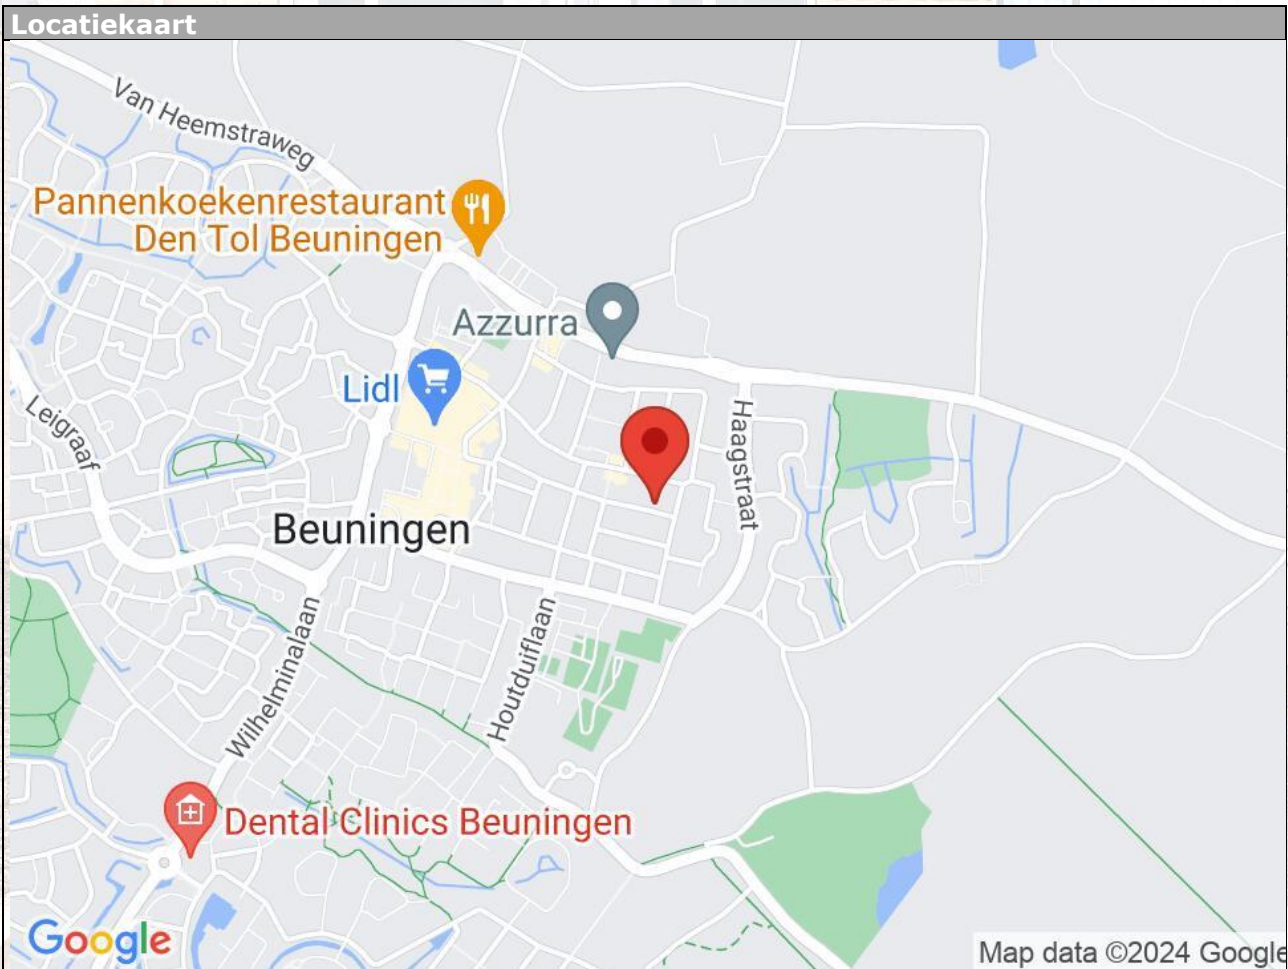 Locatiekaart
Van Heemstraweg
Pannenkoekenrestaurant
Den Tol Beuningen
Azzurra
Lidl
Leigraaf
Haagstraat
Beuningen
Houtduiflaan
Wilhelminalaan
Dental Clinics Beuningen
Google
Map data ©2024 Google